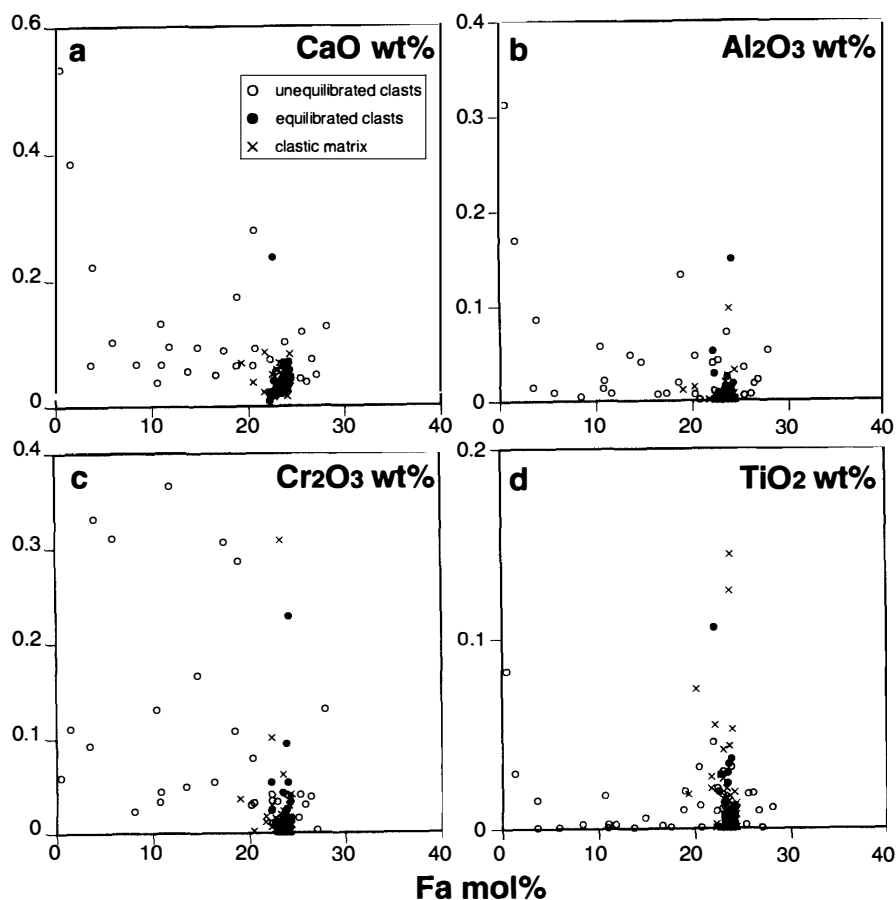 a CaO wt%
0.6
0.4
0.2
0
○ unequilibrated clasts
● equilibrated clasts
× clastic matrix
0 10 20 30 40
b Al2O3 wt%
0.4
0.3
0.2
0.1
0
0 10 20 30 40
c Cr2O3 wt%
0.4
0.3
0.2
0.1
0
0 10 20 30 40
d TiO2 wt%
0.2
0.1
0
0 10 20 30 40
Fa mol%